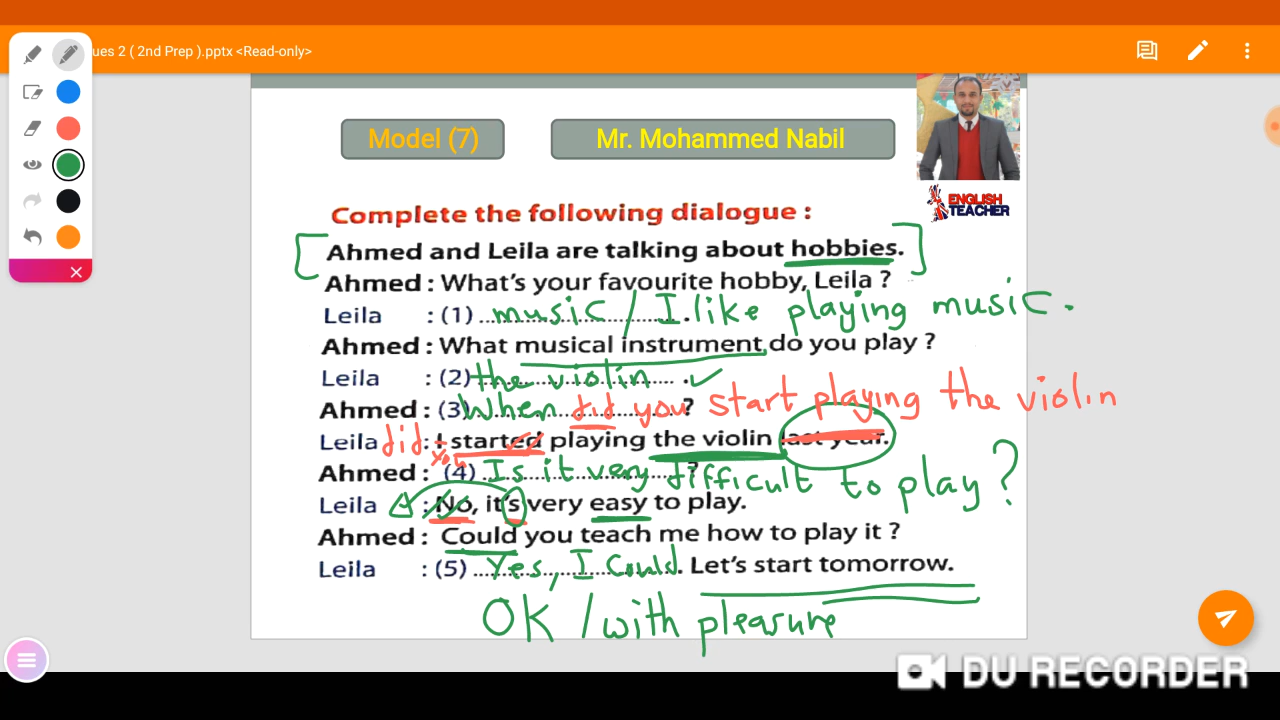 ues 2 ( 2nd Prep ).pptx <Read-only>
Model (7)
Mr. Mohammed Nabil
ENGLISH
TEACHER
Complete the following dialogue :
Ahmed and Leila are talking about hobbies.
Ahmed : What's your favourite hobby, Leila ?
Leila : (1) music / I like playing music.
Ahmed : What musical instrument do you play ?
Leila : (2) the violin .
Ahmed : (3) When did you start playing the violin ?
Leila : I started playing the violin last year.
did you
Ahmed : (4) Is it very difficult to play ?
Leila : No, it's very easy to play.
Ahmed : Could you teach me how to play it ?
Leila : (5) Yes, I Could. Let's start tomorrow.
OK / with pleasure
DU RECORDER